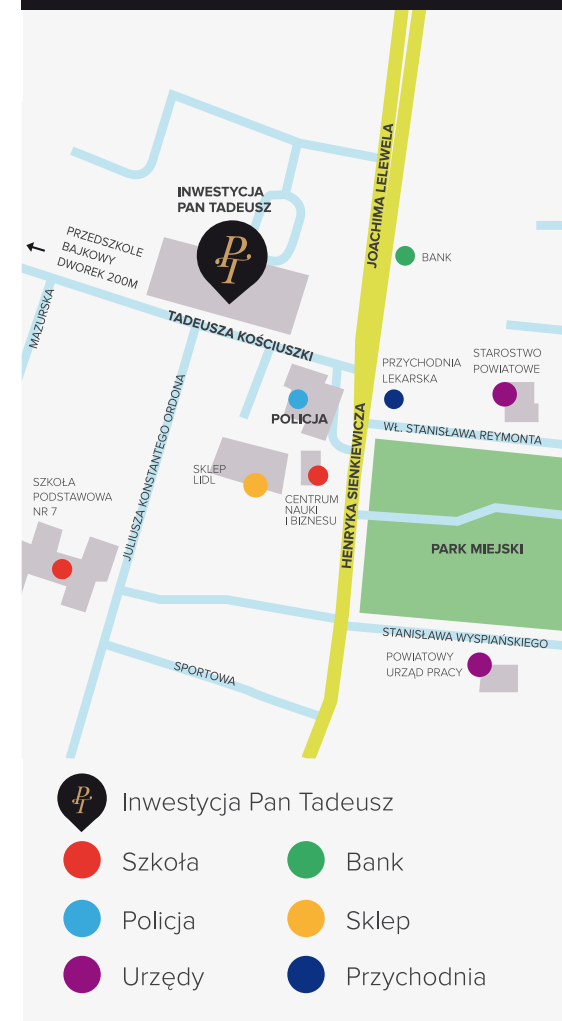 JOACHIMA LELEWELA
INWESTYCJA
PAN TADEUSZ
PT
PRZEDSZKOLE
BAJKOWY
DWOREK 200M
BANK
MAZURSKA
TADEUSZA KOŚCIUSZKI
STAROSTWO
POWIATOWE
PRZYCHODNIA
LEKARSKA
POLICJA
WŁ. STANISŁAWA REYMONTA
JULIUSZA KONSTANTEGO ORDONA
HENRYKA SIENKIEWICZA
SKLEP
LIDL
SZKOŁA
PODSTAWOWA
NR 7
CENTRUM
NAUKI
I BIZNESU
PARK MIEJSKI
STANISŁAWA WYSPIAŃSKIEGO
POWIATOWY
URZĄD PRACY
SPORTOWA
PT
Inwestycja Pan Tadeusz
Szkoła
Bank
Policja
Sklep
Urzędy
Przychodnia